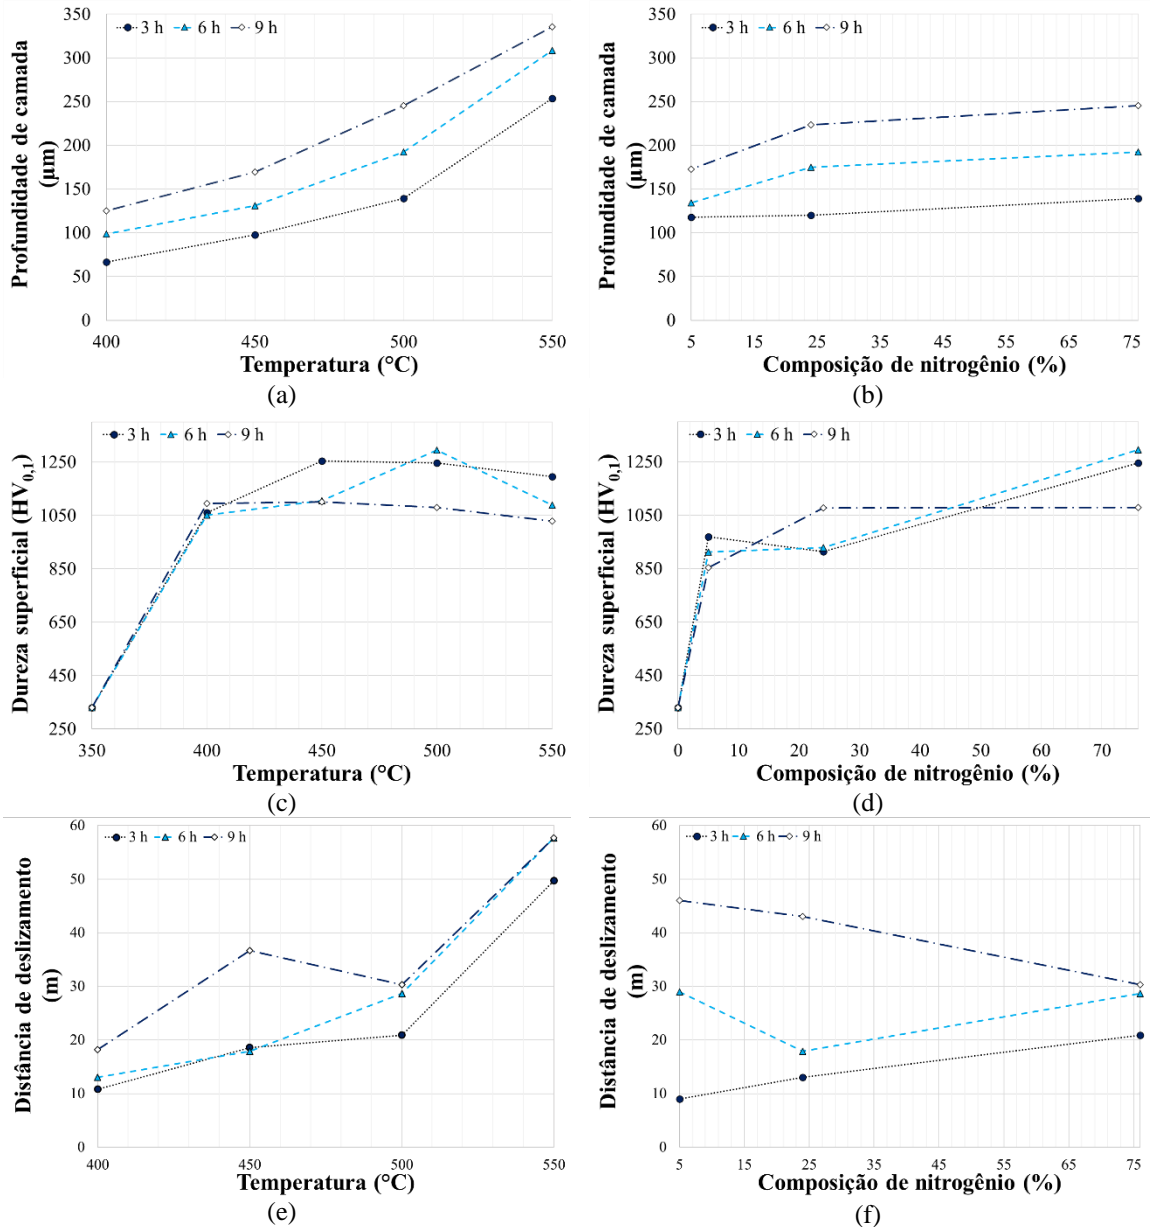 3 h 6 h 9 h
Profundidade de camada
(µm)
350
300
250
200
150
100
50
0
400 450 500 550
Temperatura (°C)
(a)
3 h 6 h 9 h
Profundidade de camada
(µm)
350
300
250
200
150
100
50
0
5 15 25 35 45 55 65 75
Composição de nitrogênio (%)
(b)
3 h 6 h 9 h
Dureza superficial (HV0,1)
1250
1050
850
650
450
250
350 400 450 500 550
Temperatura (°C)
(c)
3 h 6 h 9 h
Dureza superficial (HV0,1)
1250
1050
850
650
450
250
0 10 20 30 40 50 60 70
Composição de nitrogênio (%)
(d)
3 h 6 h 9 h
Distância de deslizamento
(m)
60
50
40
30
20
10
0
400 450 500 550
Temperatura (°C)
(e)
3 h 6 h 9 h
Distância de deslizamento
(m)
60
50
40
30
20
10
0
5 15 25 35 45 55 65 75
Composição de nitrogênio (%)
(f)